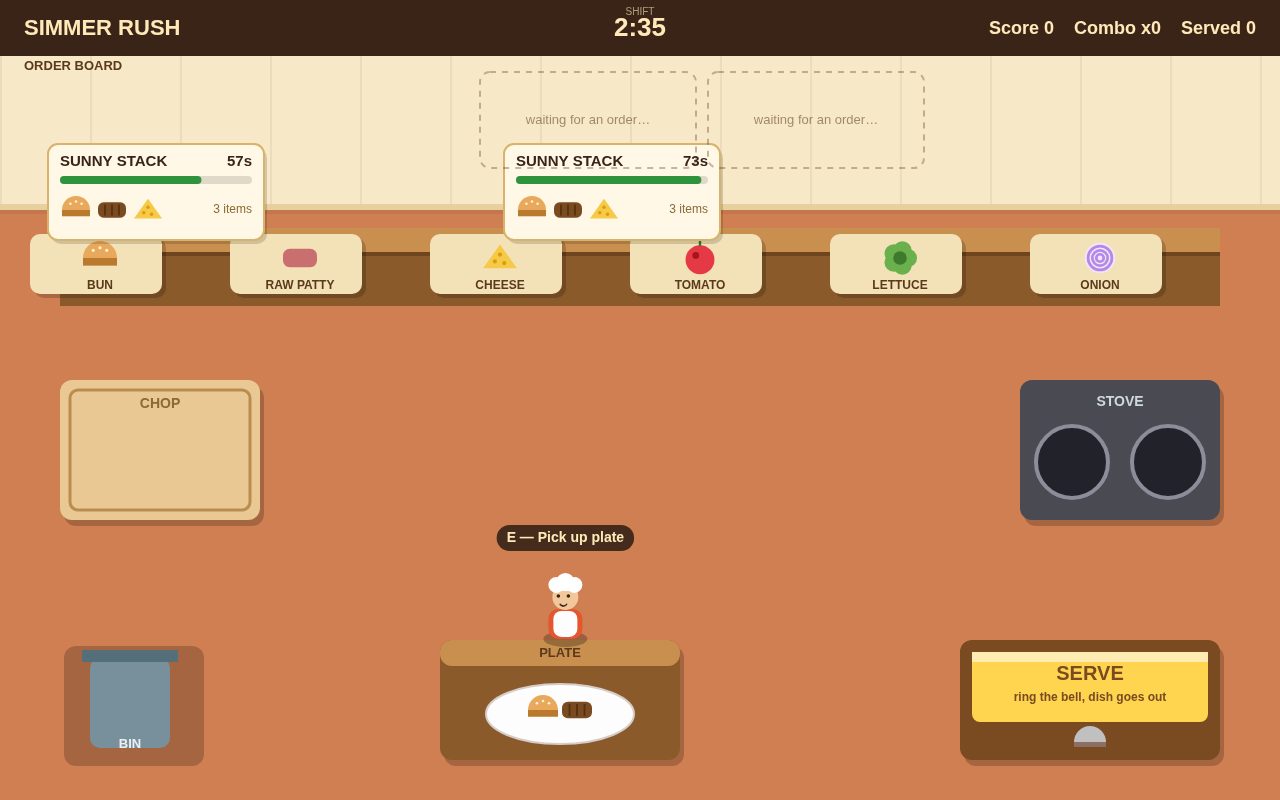 SIMMER RUSH
SHIFT
2:35
Score 0 Combo x0 Served 0
ORDER BOARD
waiting for an order…
waiting for an order…
SUNNY STACK 57s
3 items
SUNNY STACK 73s
3 items
BUN
RAW PATTY
CHEESE
TOMATO
LETTUCE
ONION
CHOP
STOVE
E — Pick up plate
PLATE
SERVE
ring the bell, dish goes out
BIN